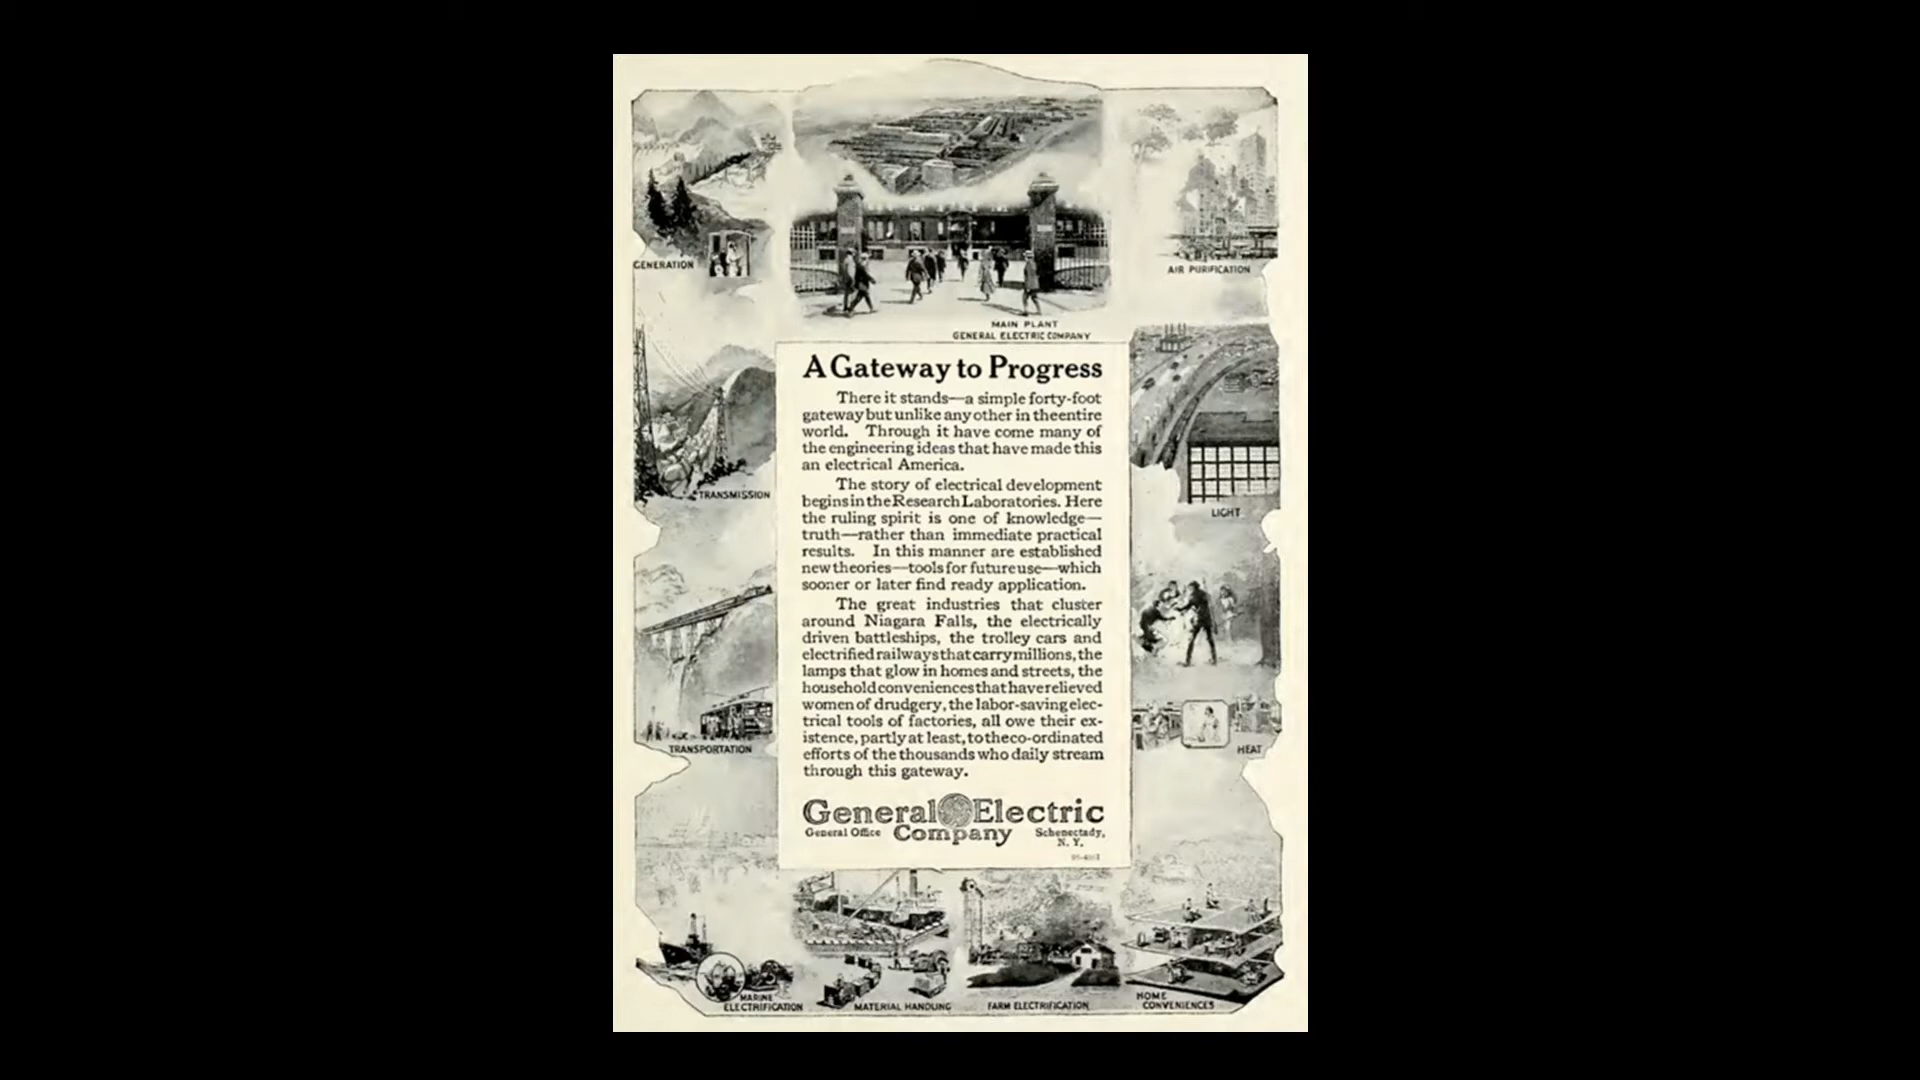 GENERATION
AIR PURIFICATION
MAIN PLANT
GENERAL ELECTRIC COMPANY
A Gateway to Progress
There it stands—a simple forty-foot
gateway but unlike any other in the entire
world. Through it have come many of
the engineering ideas that have made this
an electrical America.
The story of electrical development
begins in the Research Laboratories. Here
the ruling spirit is one of knowledge—
truth—rather than immediate practical
results. In this manner are established
new theories—tools for future use—which
sooner or later find ready application.
The great industries that cluster
around Niagara Falls, the electrically
driven battleships, the trolley cars and
electrified railways that carry millions, the
lamps that glow in homes and streets, the
household conveniences that have relieved
women of drudgery, the labor-saving elec-
trical tools of factories, all owe their ex-
istence, partly at least, to the co-ordinated
efforts of the thousands who daily stream
through this gateway.
General Electric
General Office Company Schenectady,
N. Y.
TRANSMISSION
LIGHT
TRANSPORTATION
HEAT
MARINE
ELECTRIFICATION
MATERIAL HANDLING
FARM ELECTRIFICATION
HOME
CONVENIENCES